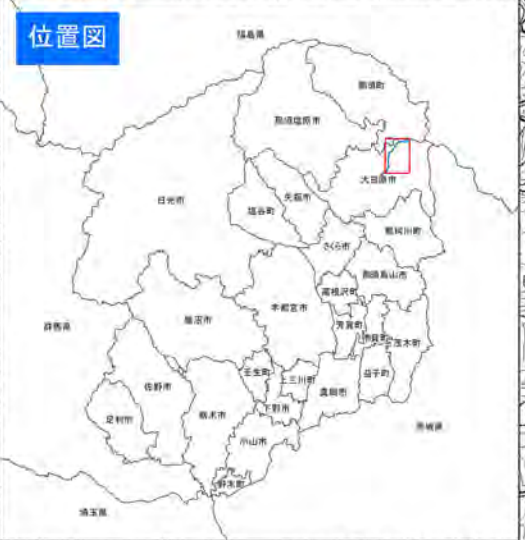 位置図
福島県
那須町
那須塩原市
大田原市
日光市
矢板市
塩谷町
那珂川町
さくら市
那須烏山市
高根沢町
宇都宮市
鹿沼市
芳賀町
市貝町
茂木町
群馬県
壬生町
上三川町
益子町
真岡市
佐野市
下野市
栃木市
足利市
茨城県
小山市
野木町
埼玉県